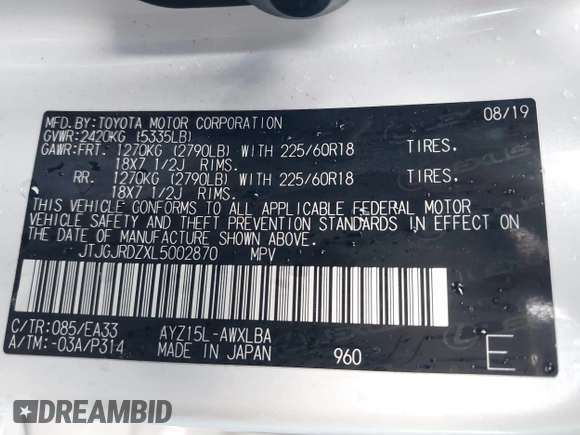 MFD.BY:TOYOTA MOTOR CORPORATION 08/19
GVWR:2420KG (5335LB)
GAWR:FRT. 1270KG (2790LB) WITH 225/60R18 TIRES.
18X7 1/2J RIMS.
RR. 1270KG (2790LB) WITH 225/60R18 TIRES.
18X7 1/2J RIMS.
THIS VEHICLE CONFORMS TO ALL APPLICABLE FEDERAL MOTOR
VEHICLE SAFETY AND THEFT PREVENTION STANDARDS IN EFFECT ON
THE DATE OF MANUFACTURE SHOWN ABOVE.
JTJGJRDZXL5002870 MPV
C/TR:085/EA33 AYZ15L-AWXLBA
A/TM:-03A/P314 MADE IN JAPAN 960 E
DREAMBID